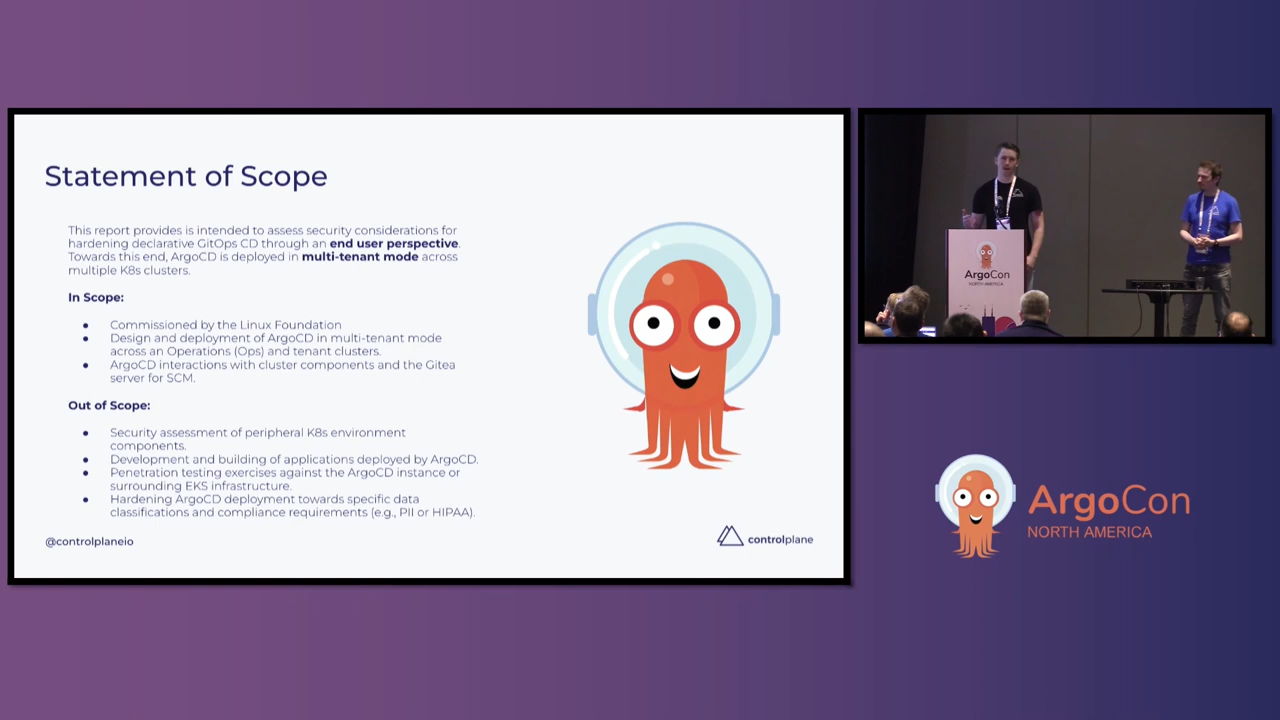 Statement of Scope
This report provides is intended to assess security considerations for
hardening declarative GitOps CD through an end user perspective.
Towards this end, ArgoCD is deployed in multi-tenant mode across
multiple K8s clusters.
In Scope:
● Commissioned by the Linux Foundation
● Design and deployment of ArgoCD in multi-tenant mode
across an Operations (Ops) and tenant clusters.
● ArgoCD interactions with cluster components and the Gitea
server for SCM.
Out of Scope:
● Security assessment of peripheral K8s environment
components.
● Development and building of applications deployed by ArgoCD.
● Penetration testing exercises against the ArgoCD instance or
surrounding EKS infrastructure.
● Hardening ArgoCD deployment towards specific data
classifications and compliance requirements (e.g., PII or HIPAA).
@controlplaneio
controlplane
ArgoCon
NORTH AMERICA
ArgoCon
NORTH AMERICA